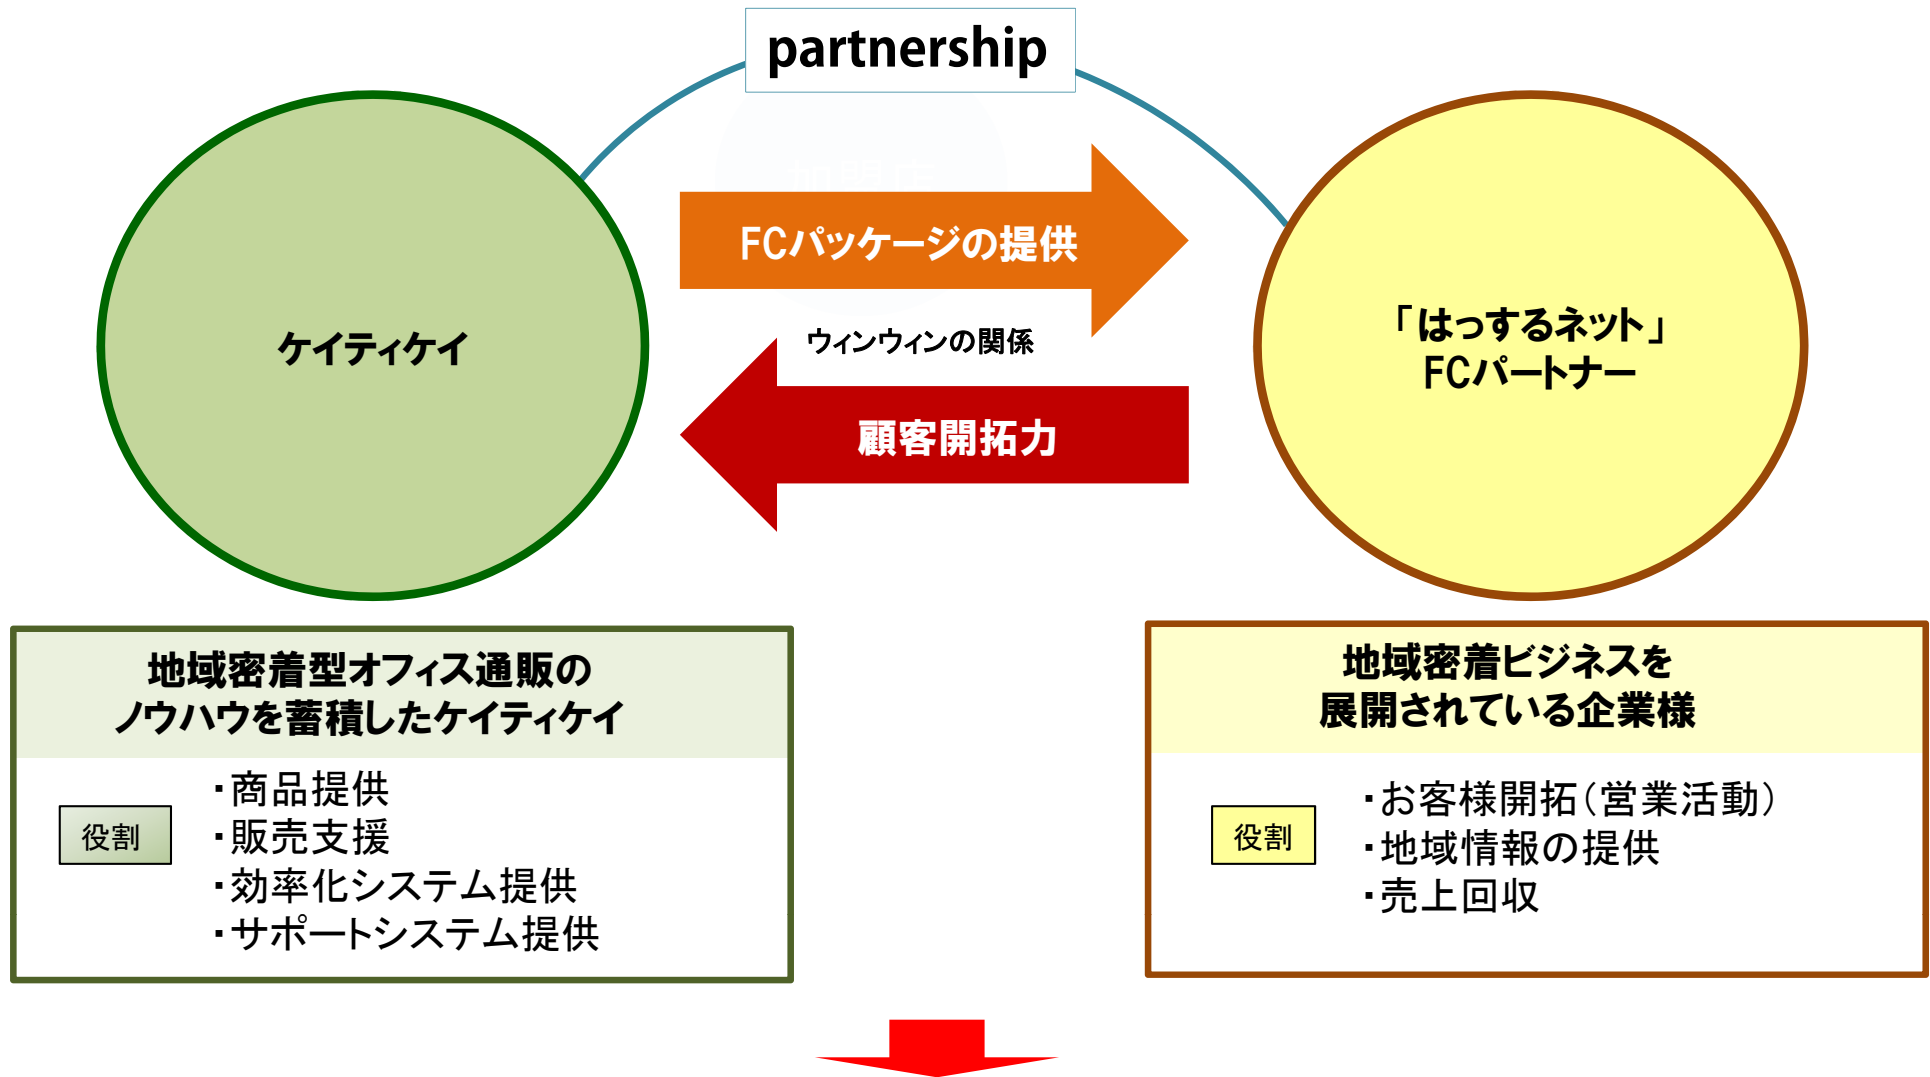 partnership
FCパッケージの提供
ケイティケイ
ウィンウィンの関係
「はっするネット」
FCパートナー
顧客開拓力
地域密着型オフィス通販の
ノウハウを蓄積したケイティケイ
役割
・商品提供
・販売支援
・効率化システム提供
・サポートシステム提供
地域密着ビジネスを
展開されている企業様
役割
・お客様開拓（営業活動）
・地域情報の提供
・売上回収